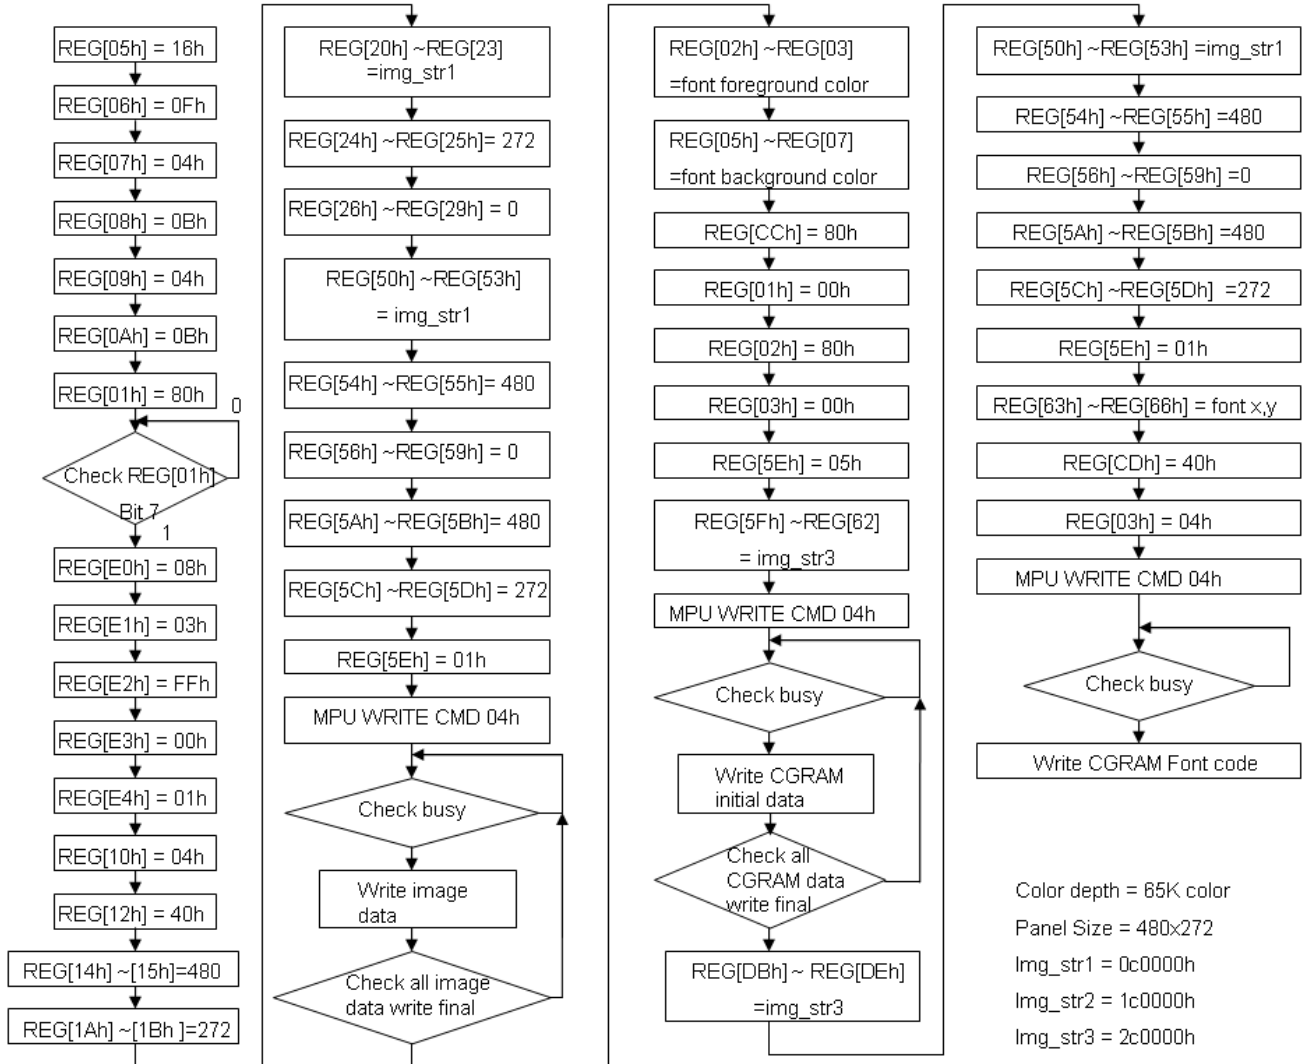 REG[05h] = 16h
REG[06h] = 0Fh
REG[07h] = 04h
REG[08h] = 0Bh
REG[09h] = 04h
REG[0Ah] = 0Bh
REG[01h] = 80h
0
Check REG[01h]
Bit 7
1
REG[E0h] = 08h
REG[E1h] = 03h
REG[E2h] = FFh
REG[E3h] = 00h
REG[E4h] = 01h
REG[10h] = 04h
REG[12h] = 40h
REG[14h] ~[15h]=480
REG[1Ah] ~[1Bh ]=272
REG[20h] ~REG[23]
=img_str1
REG[24h] ~REG[25h]= 272
REG[26h] ~REG[29h] = 0
REG[50h] ~REG[53h]
= img_str1
REG[54h] ~REG[55h]= 480
REG[56h] ~REG[59h] = 0
REG[5Ah] ~REG[5Bh]= 480
REG[5Ch] ~REG[5Dh] = 272
REG[5Eh] = 01h
MPU WRITE CMD 04h
Check busy
Write image
data
Check all image
data write final
REG[02h] ~REG[03]
=font foreground color
REG[05h] ~REG[07]
=font background color
REG[CCh] = 80h
REG[01h] = 00h
REG[02h] = 80h
REG[03h] = 00h
REG[5Eh] = 05h
REG[5Fh] ~REG[62]
= img_str3
MPU WRITE CMD 04h
Check busy
Write CGRAM
initial data
Check all
CGRAM data
write final
REG[DBh]~ REG[DEh]
=img_str3
REG[50h] ~REG[53h] =img_str1
REG[54h] ~REG[55h] =480
REG[56h] ~REG[59h] =0
REG[5Ah] ~REG[5Bh] =480
REG[5Ch] ~REG[5Dh] =272
REG[5Eh] = 01h
REG[63h] ~REG[66h] = font x,y
REG[CDh] = 40h
REG[03h] = 04h
MPU WRITE CMD 04h
Check busy
Write CGRAM Font code
Color depth = 65K color
Panel Size = 480x272
Img_str1 = 0c0000h
Img_str2 = 1c0000h
Img_str3 = 2c0000h